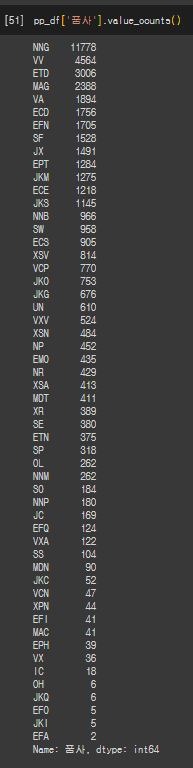 [51] pp_df['품사'].value_counts()
NNG 11778
VV 4564
ETD 3006
MAG 2388
VA 1894
ECD 1756
EFN 1705
SF 1528
JX 1491
EPT 1284
JKM 1275
ECE 1218
JKS 1145
NNB 966
SW 958
ECS 905
XSV 814
VCP 770
JKO 753
JKG 676
UN 610
VXV 524
XSN 484
NP 452
EMO 435
NR 429
XSA 413
MDT 411
XR 389
SE 380
ETN 375
SP 318
OL 262
NNM 262
SO 184
NNP 180
JC 169
EFQ 124
VXA 122
SS 104
MDN 90
JKC 52
VCN 47
XPN 44
EFI 41
MAC 41
EPH 39
VX 36
IC 18
OH 6
JKQ 6
EFO 5
JKI 5
EFA 2
Name: 품사, dtype: int64